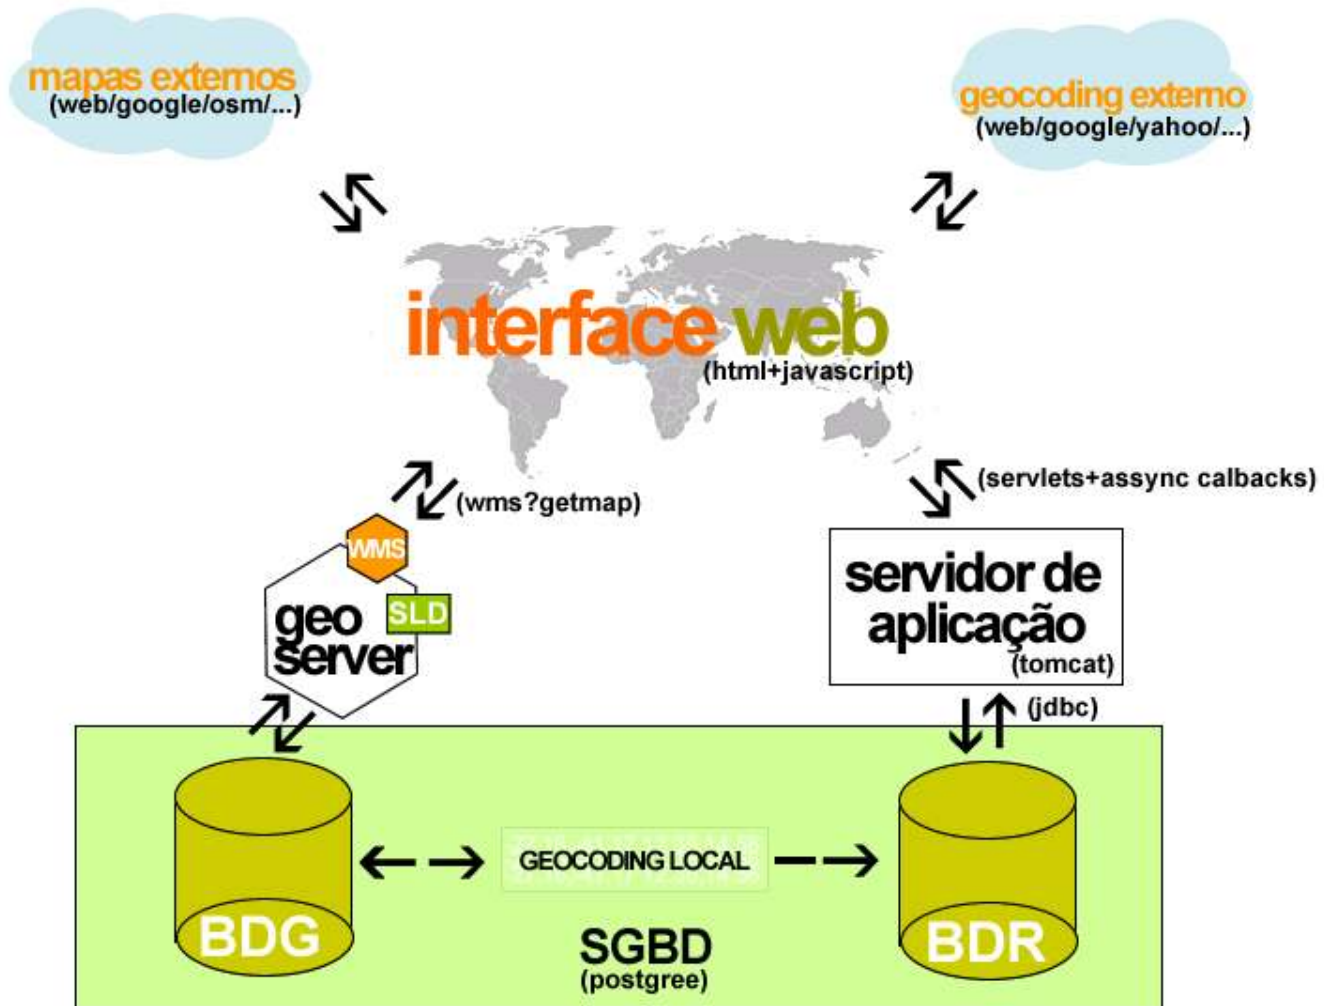 mapas externos
(web/google/osm/...)
geocoding externo
(web/google/yahoo/...)
interface web
(html+javascript)
(wms?getmap)
(servlets+assync calbacks)
WMS
SLD
geo
server
servidor de
aplicação
(tomcat)
(jdbc)
GEOCODING LOCAL
BDG
SGBD
(postgree)
BDR